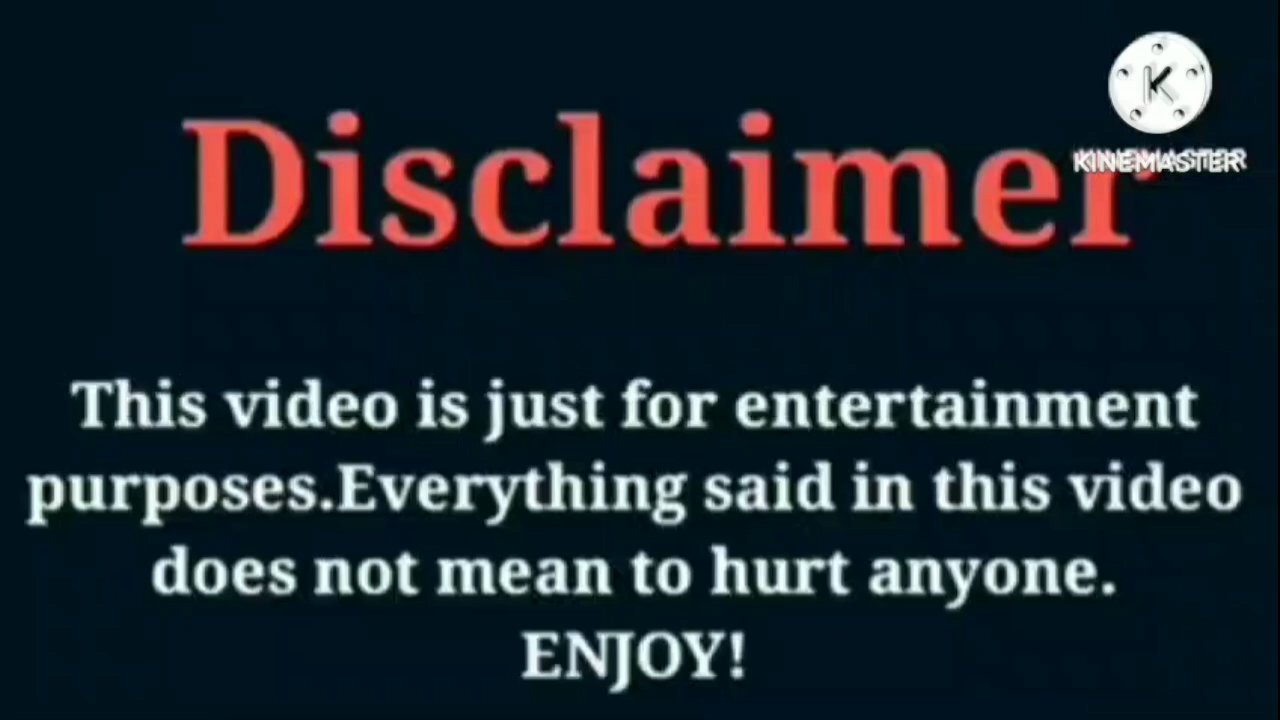 K
KINEMASTER
Disclaimer
This video is just for entertainment
purposes.Everything said in this video
does not mean to hurt anyone.
ENJOY!